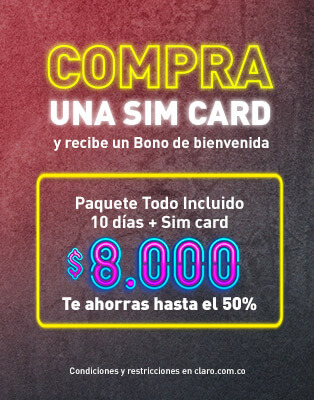 COMPRA
UNA SIM CARD
y recibe un Bono de bienvenida
Paquete Todo Incluido
10 días + Sim card
$8.000
Te ahorras hasta el 50%
Condiciones y restricciones en claro.com.co